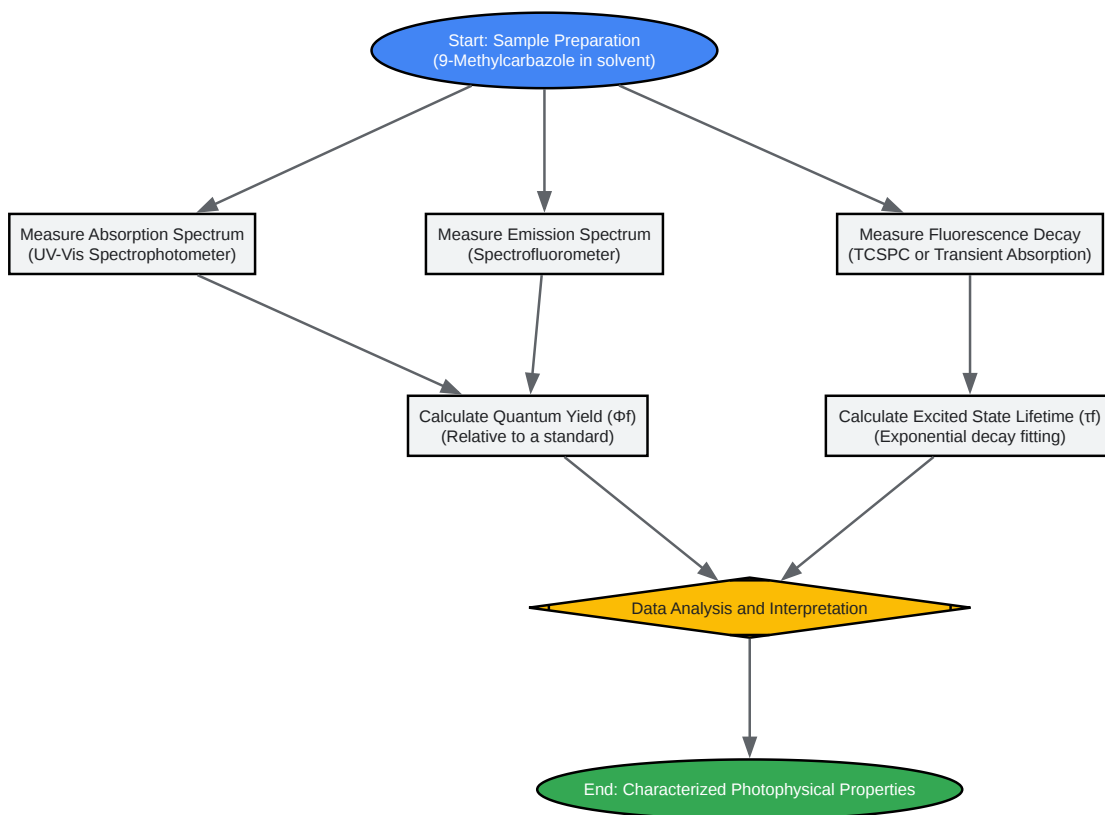 Start: Sample Preparation
(9-Methylcarbazole in solvent)
Measure Absorption Spectrum
(UV-Vis Spectrophotometer)
Measure Emission Spectrum
(Spectrofluorometer)
Measure Fluorescence Decay
(TCSPC or Transient Absorption)
Calculate Quantum Yield (Φf)
(Relative to a standard)
Calculate Excited State Lifetime (τf)
(Exponential decay fitting)
Data Analysis and Interpretation
End: Characterized Photophysical Properties